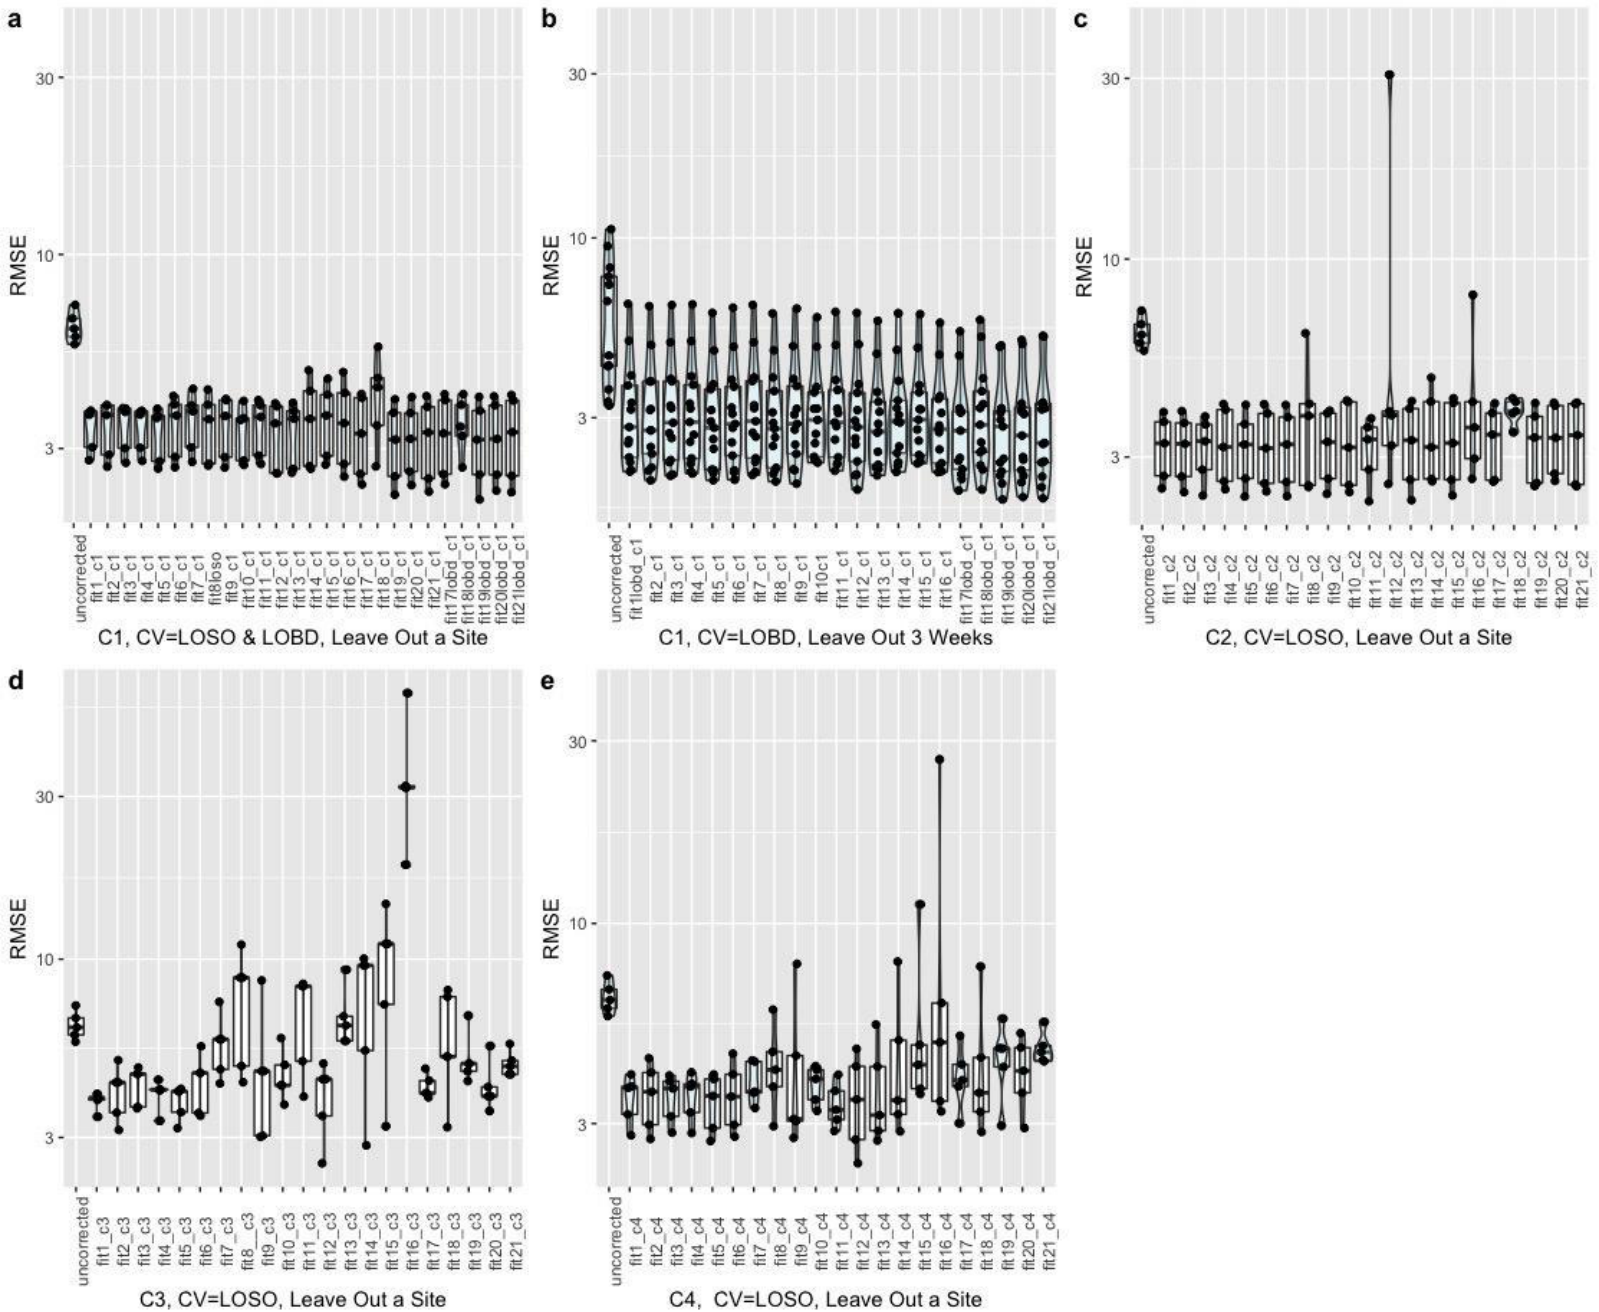 a
30
10
3
RMSE
uncorrected
fit1_c1
fit2_c1
fit3_c1
fit4_c1
fit5_c1
fit6_c1
fit7_c1
fit8loso
fit9_c1
fit10_c1
fit11_c1
fit12_c1
fit13_c1
fit14_c1
fit15_c1
fit16_c1
fit17_c1
fit18_c1
fit19_c1
fit20_c1
fit21_c1
fit17lobd_c1
fit18lobd_c1
fit19lobd_c1
fit20lobd_c1
fit21lobd_c1
C1, CV=LOSO & LOBD, Leave Out a Site
b
30
10
3
RMSE
uncorrected
fit1lobd_c1
fit2_c1
fit3_c1
fit4_c1
fit5_c1
fit6_c1
fit7_c1
fit8_c1
fit9_c1
fit10c1
fit11_c1
fit12_c1
fit13_c1
fit14_c1
fit15_c1
fit16_c1
fit17lobd_c1
fit18lobd_c1
fit19lobd_c1
fit20lobd_c1
fit21lobd_c1
C1, CV=LOBD, Leave Out 3 Weeks
c
30
10
3
RMSE
uncorrected
fit1_c2
fit2_c2
fit3_c2
fit4_c2
fit5_c2
fit6_c2
fit7_c2
fit8_c2
fit9_c2
fit10_c2
fit11_c2
fit12_c2
fit13_c2
fit14_c2
fit15_c2
fit16_c2
fit17_c2
fit18_c2
fit19_c2
fit20_c2
fit21_c2
C2, CV=LOSO, Leave Out a Site
d
30
10
3
RMSE
uncorrected
fit1_c3
fit2_c3
fit3_c3
fit4_c3
fit5_c3
fit6_c3
fit7_c3
fit8__c3
fit9_c3
fit10_c3
fit11_c3
fit12_c3
fit13_c3
fit14_c3
fit15_c3
fit16_c3
fit17_c3
fit18_c3
fit19_c3
fit20_c3
fit21_c3
C3, CV=LOSO, Leave Out a Site
e
30
10
3
RMSE
uncorrected
fit1_c4
fit2_c4
fit3_c4
fit4_c4
fit5_c4
fit6_c4
fit7_c4
fit8_c4
fit9_c4
fit10_c4
fit11_c4
fit12_c4
fit13_c4
fit14_c4
fit15_c4
fit16_c4
fit17_c4
fit18_c4
fit19_c4
fit20_c4
fit21_c4
C4, CV=LOSO, Leave Out a Site